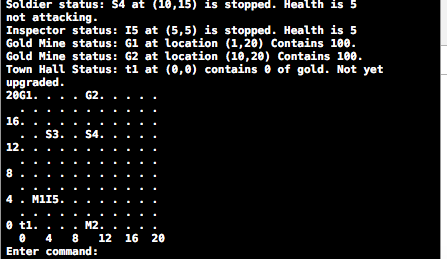 Soldier status: S4 at (10,15) is stopped. Health is 5
not attacking.
Inspector status: I5 at (5,5) is stopped. Health is 5
Gold Mine status: G1 at location (1,20) Contains 100.
Gold Mine status: G2 at location (10,20) Contains 100.
Town Hall Status: t1 at (0,0) contains 0 of gold. Not yet
upgraded.
20G1. . . . G2. . . . .
  . . . . . . . . . . .
16. . . . . . . . . . .
  . . S3. . S4. . . . .
12. . . . . . . . . . .
  . . . . . . . . . . .
8 . . . . . . . . . . .
  . . . . . . . . . . .
4 . M1I5. . . . . . . .
  . . . . . . . . . . .
0 t1. . . . M2. . . . .
  0   4   8   12  16  20
Enter command: